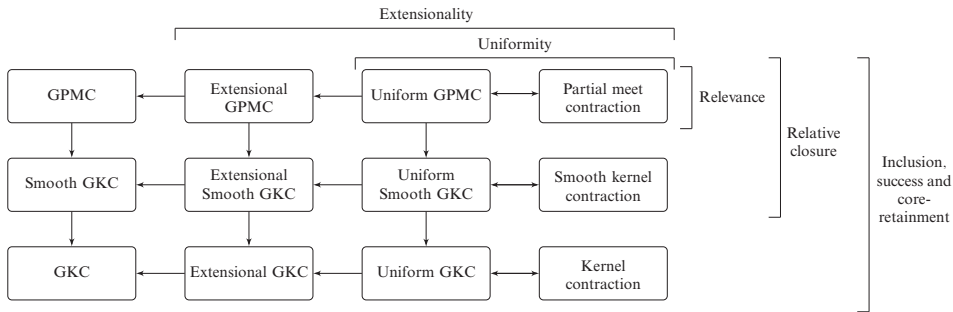 Extensionality
Uniformity
GPMC
Extensional
GPMC
Uniform GPMC
Partial meet
contraction
Relevance
Relative
closure
Inclusion,
success and
core-
retainment
Smooth GKC
Extensional
Smooth GKC
Uniform
Smooth GKC
Smooth kernel
contraction
GKC
Extensional GKC
Uniform GKC
Kernel
contraction